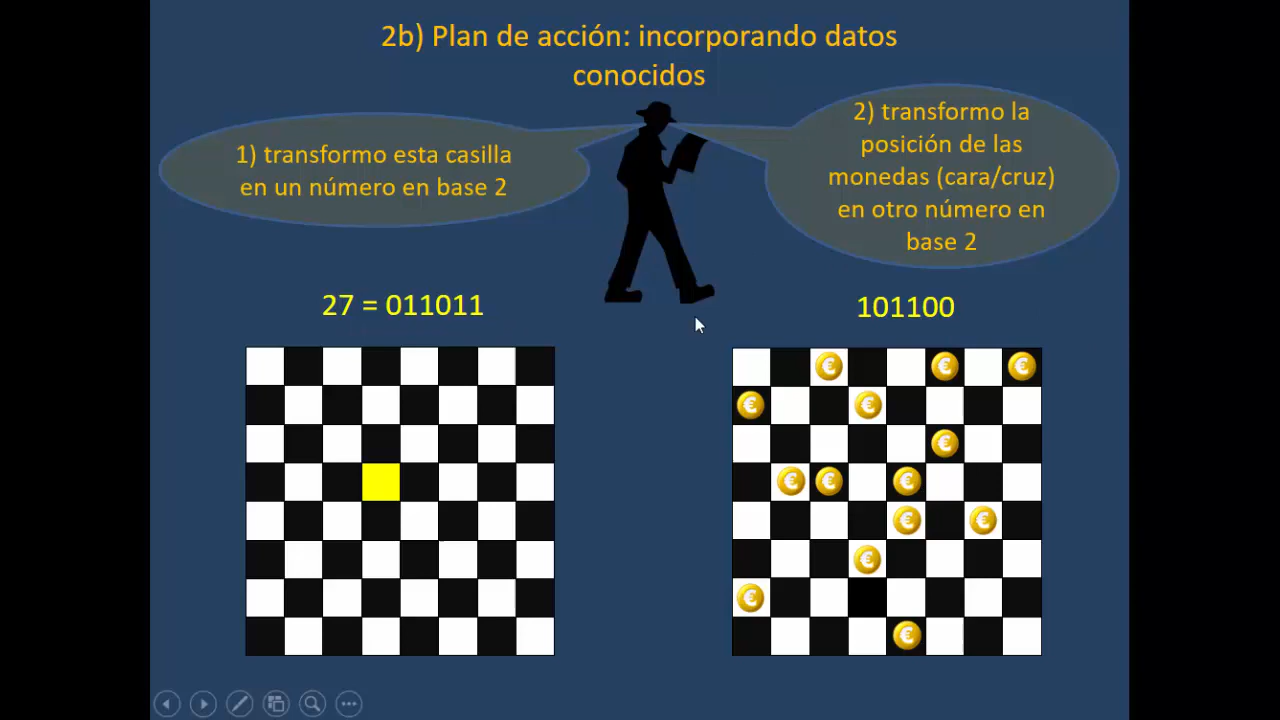 2b) Plan de acción: incorporando datos
conocidos
1) transformo esta casilla
en un número en base 2
2) transformo la
posición de las
monedas (cara/cruz)
en otro número en
base 2
27 = 011011
101100